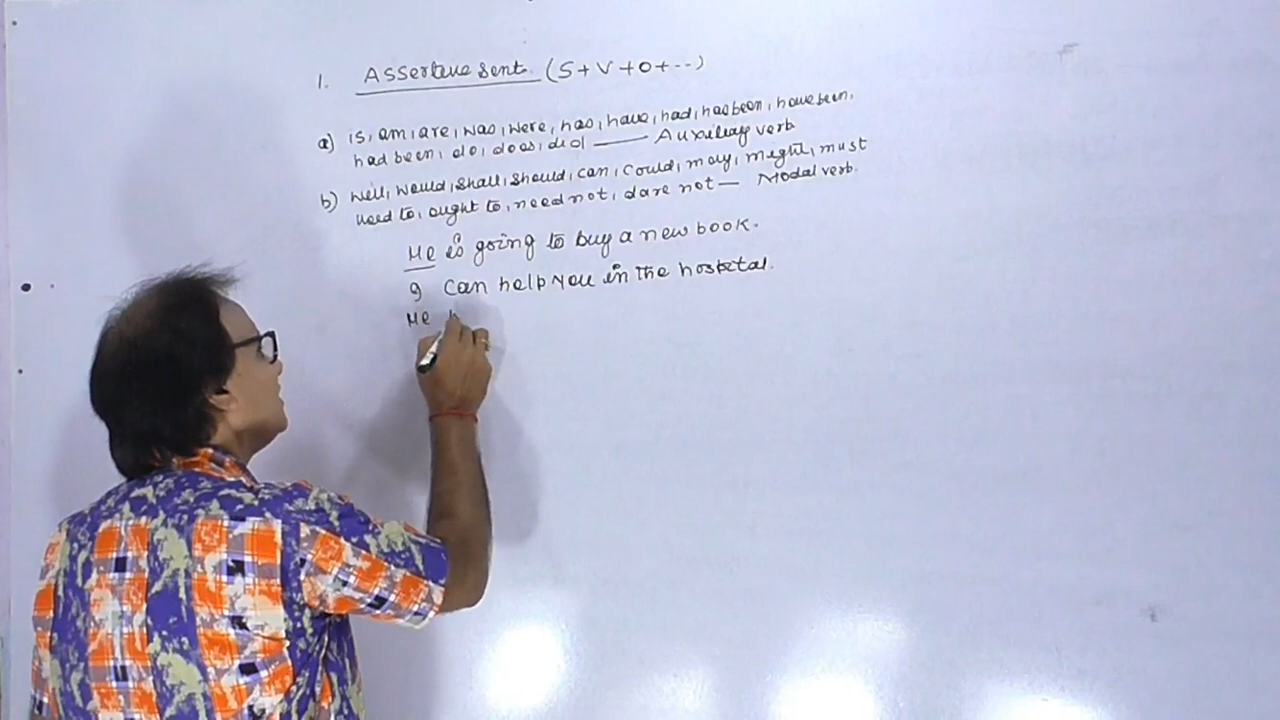 1. Assertive sent. (S+V+O+--)
a) is, am, are, was, were, has, have, had, has been, have been,
had been, do, does, did —— Auxiliary verb
b) Will, would, shall, should, can, could, may, might, must
used to, ought to, need not, dare not — Modal verb.
He is going to buy a new book.
I can help you in the hospital.
He